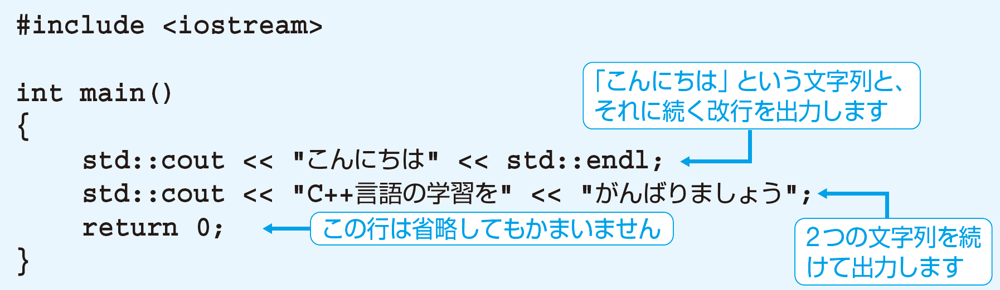 #include <iostream>
int main()
{
「こんにちは」という文字列と、
それに続く改行を出力します
std::cout << "こんにちは" << std::endl;
std::cout << "C++言語の学習を" << "がんばりましょう";
return 0;
この行は省略してもかまいません
2つの文字列を続
けて出力します
}